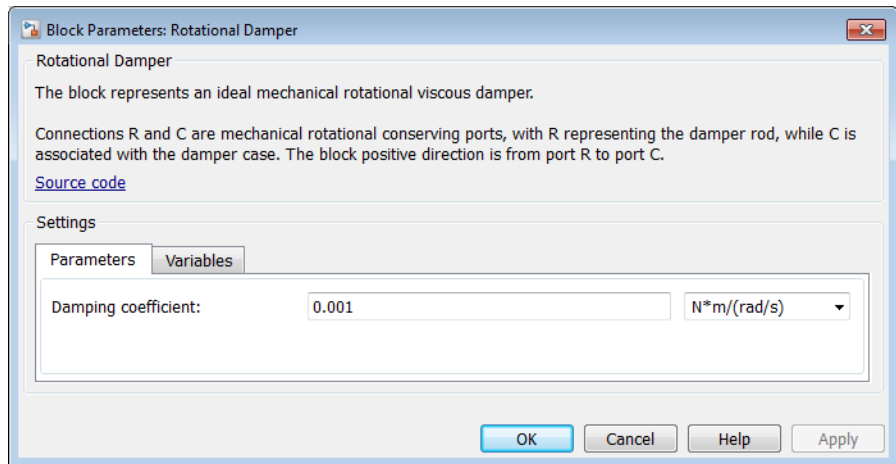 Block Parameters: Rotational Damper
Rotational Damper
The block represents an ideal mechanical rotational viscous damper.
Connections R and C are mechanical rotational conserving ports, with R representing the damper rod, while C is
associated with the damper case. The block positive direction is from port R to port C.
Source code
Settings
Parameters Variables
Damping coefficient: 0.001 N*m/(rad/s)
OK Cancel Help Apply